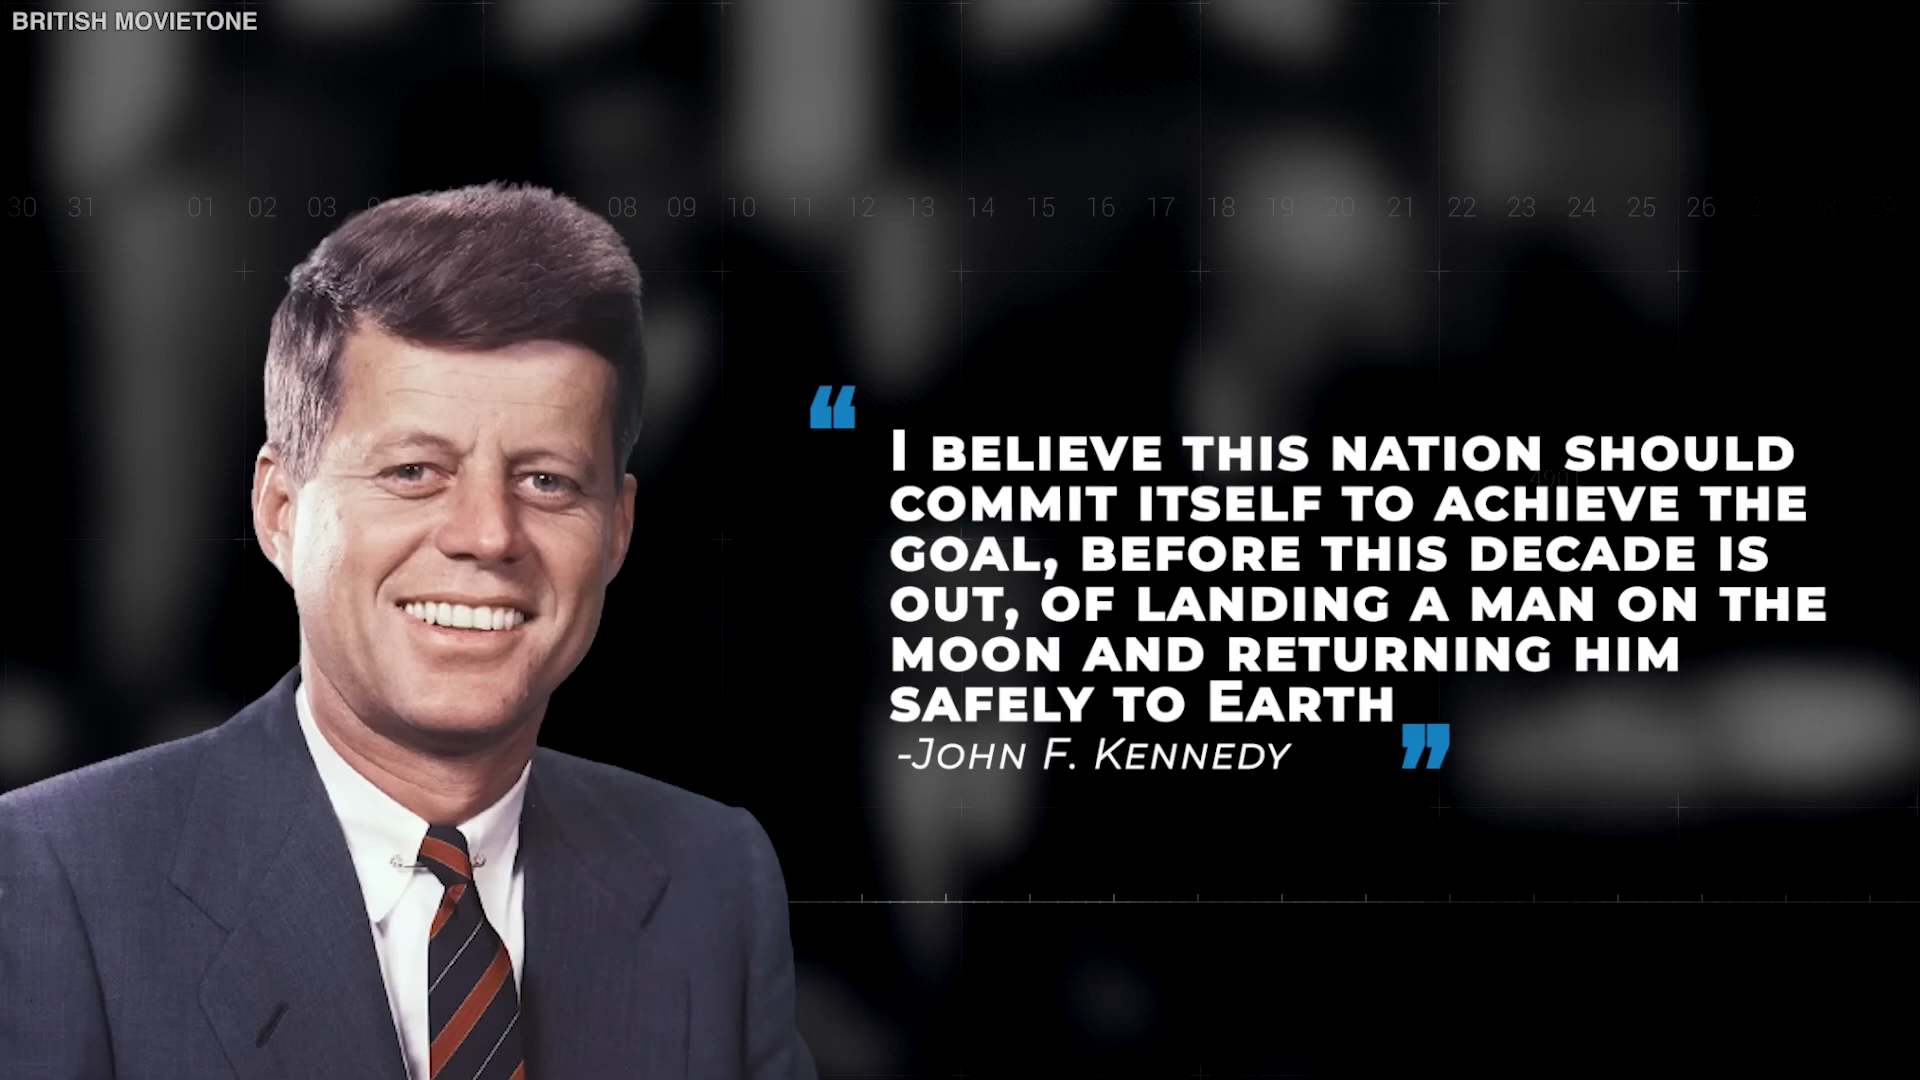 BRITISH MOVIETONE
30 31 01 02 03 08 09 10 11 12 13 14 15 16 17 18 19 20 21 22 23 24 25 26
“
I BELIEVE THIS NATION SHOULD
COMMIT ITSELF TO ACHIEVE THE
GOAL, BEFORE THIS DECADE IS
OUT, OF LANDING A MAN ON THE
MOON AND RETURNING HIM
SAFELY TO EARTH
-JOHN F. KENNEDY ”